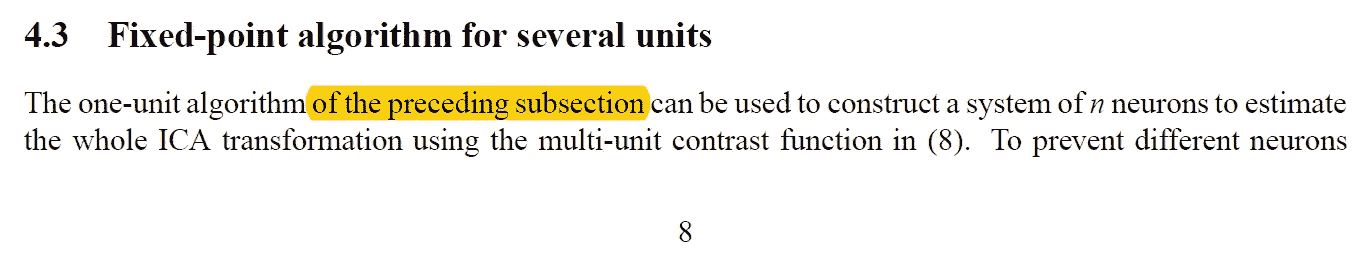 4.3 Fixed-point algorithm for several units
The one-unit algorithm of the preceding subsection can be used to construct a system of n neurons to estimate
the whole ICA transformation using the multi-unit contrast function in (8). To prevent different neurons
8